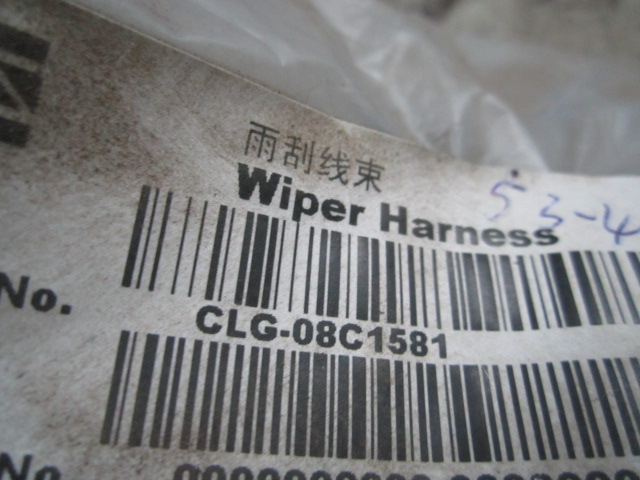 雨刮线束
Wiper Harness
53-4
No.
CLG-08C1581
No